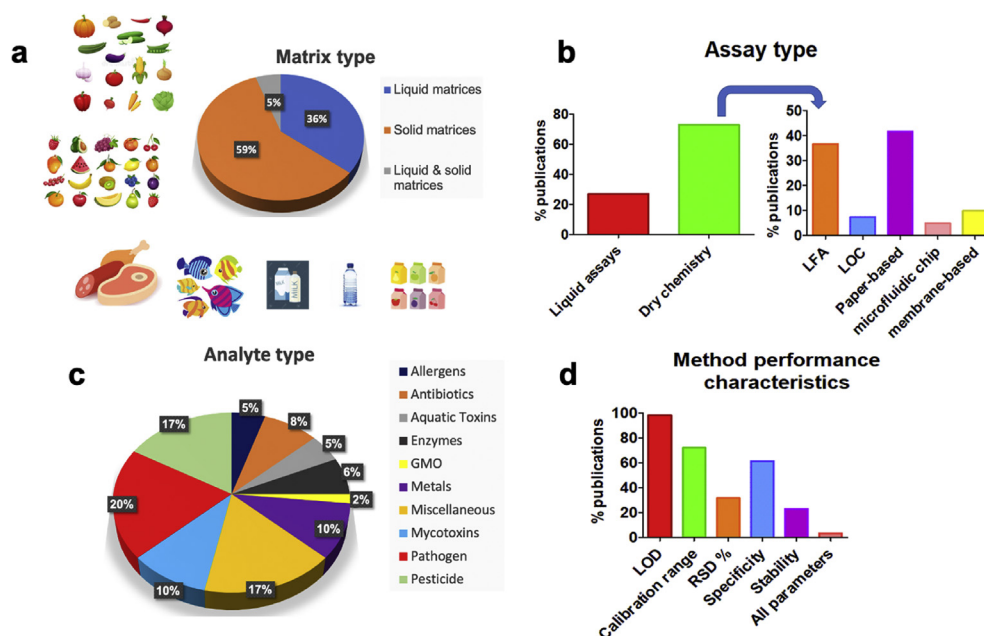 a
Matrix type
5%
36%
59%
Liquid matrices
Solid matrices
Liquid & solid
matrices
MILK
b
Assay type
% publications
80
60
40
20
0
Liquid assays
Dry chemistry
% publications
50
40
30
20
10
0
LFA
LOC
Paper-based
microfluidic chip
membrane-based
c
Analyte type
5%
8%
5%
6%
2%
10%
17%
10%
20%
17%
Allergens
Antibiotics
Aquatic Toxins
Enzymes
GMO
Metals
Miscellaneous
Mycotoxins
Pathogen
Pesticide
d
Method performance
characteristics
% publications
100
80
60
40
20
0
LOD
Calibration range
RSD %
Specificity
Stability
All parameters